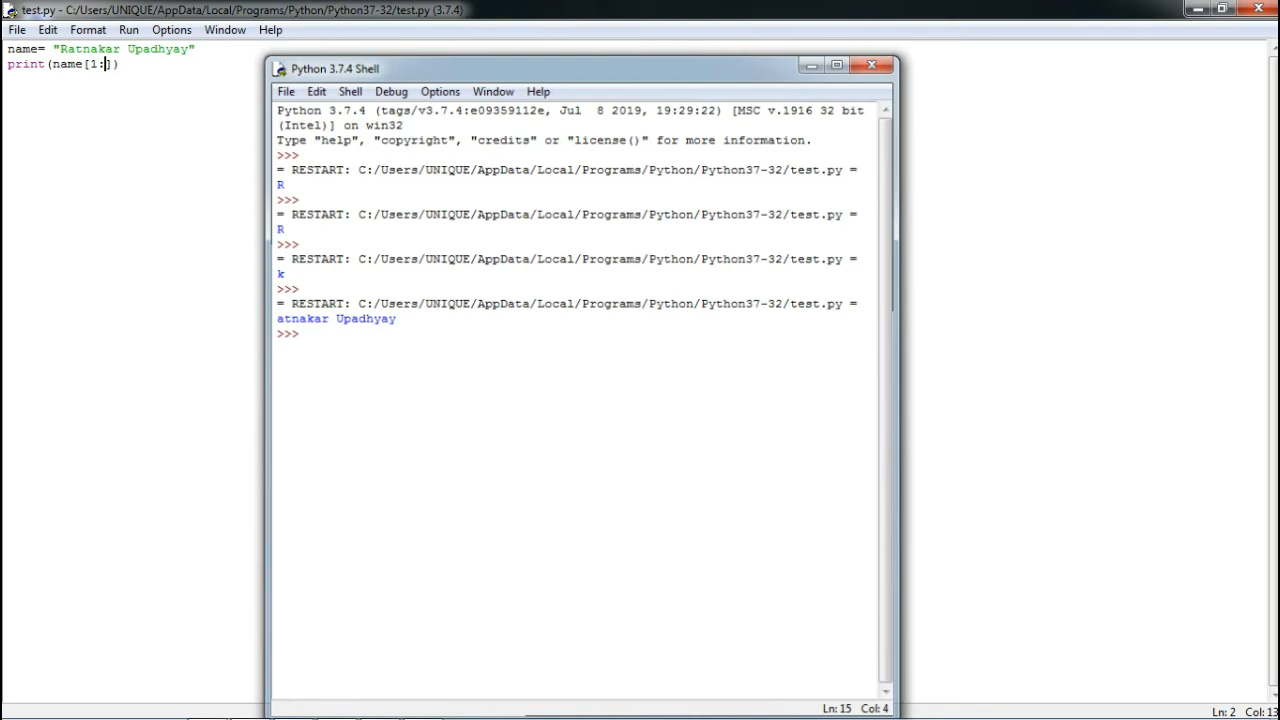 test.py - C:/Users/UNIQUE/AppData/Local/Programs/Python/Python37-32/test.py (3.7.4)
File Edit Format Run Options Window Help
name= "Ratnakar Upadhyay"
print(name[1:])
Python 3.7.4 Shell
File Edit Shell Debug Options Window Help
Python 3.7.4 (tags/v3.7.4:e09359112e, Jul 8 2019, 19:29:22) [MSC v.1916 32 bit
(Intel)] on win32
Type "help", "copyright", "credits" or "license()" for more information.
>>>
= RESTART: C:/Users/UNIQUE/AppData/Local/Programs/Python/Python37-32/test.py =
R
>>>
= RESTART: C:/Users/UNIQUE/AppData/Local/Programs/Python/Python37-32/test.py =
R
>>>
= RESTART: C:/Users/UNIQUE/AppData/Local/Programs/Python/Python37-32/test.py =
k
>>>
= RESTART: C:/Users/UNIQUE/AppData/Local/Programs/Python/Python37-32/test.py =
atnakar Upadhyay
>>>
Ln: 15 Col: 4
Ln: 2 Col: 13